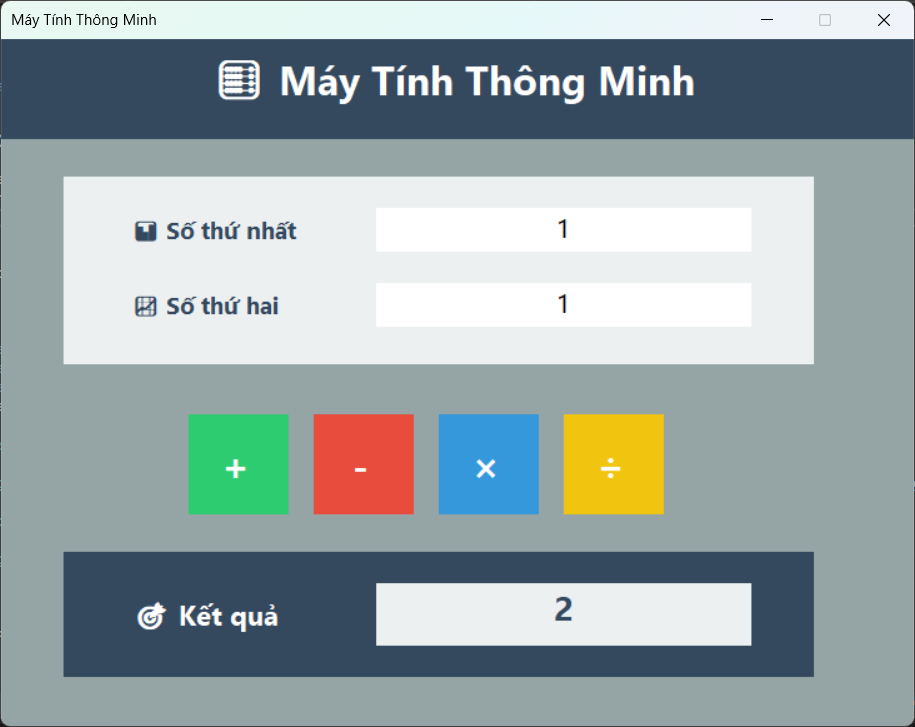 Máy Tính Thông Minh
Máy Tính Thông Minh
Số thứ nhất 1
Số thứ hai 1
+ - × ÷
Kết quả 2